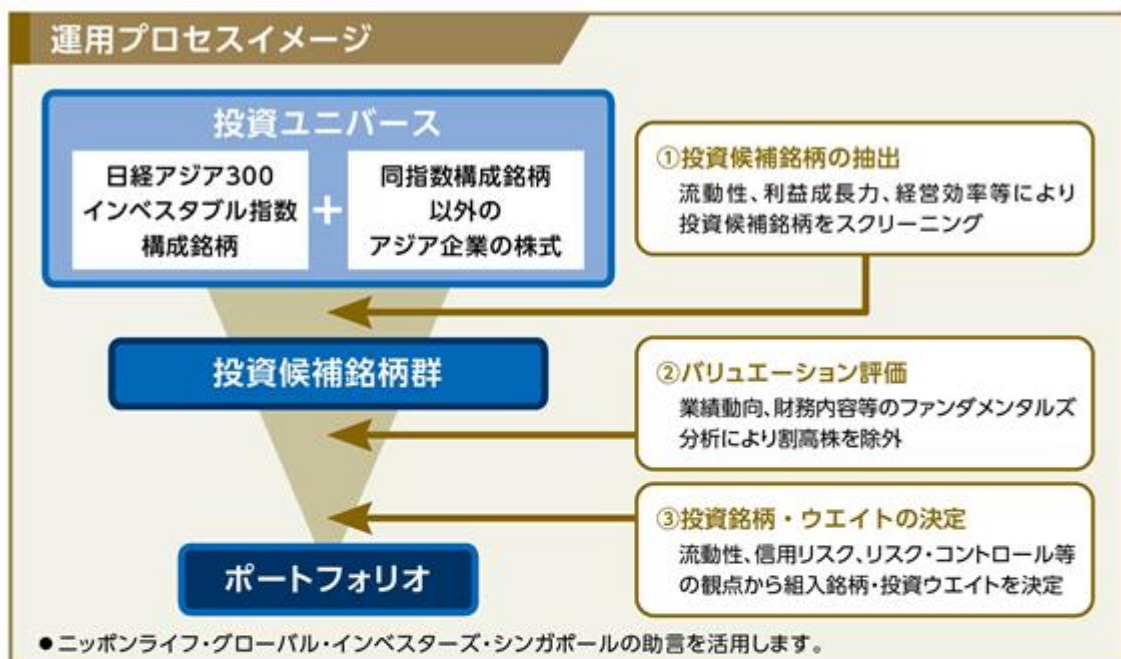 運用プロセスイメージ
投資ユニバース
日経アジア300
インベスタブル指数
構成銘柄
+
同指数構成銘柄
以外の
アジア企業の株式
①投資候補銘柄の抽出
流動性、利益成長力、経営効率等により
投資候補銘柄をスクリーニング
投資候補銘柄群
②バリュエーション評価
業績動向、財務内容等のファンダメンタルズ
分析により割高株を除外
③投資銘柄・ウエイトの決定
流動性、信用リスク、リスク・コントロール等
の観点から組入銘柄・投資ウエイトを決定
ポートフォリオ
●ニッポンライフ・グローバル・インベスターズ・シンガポールの助言を活用します。